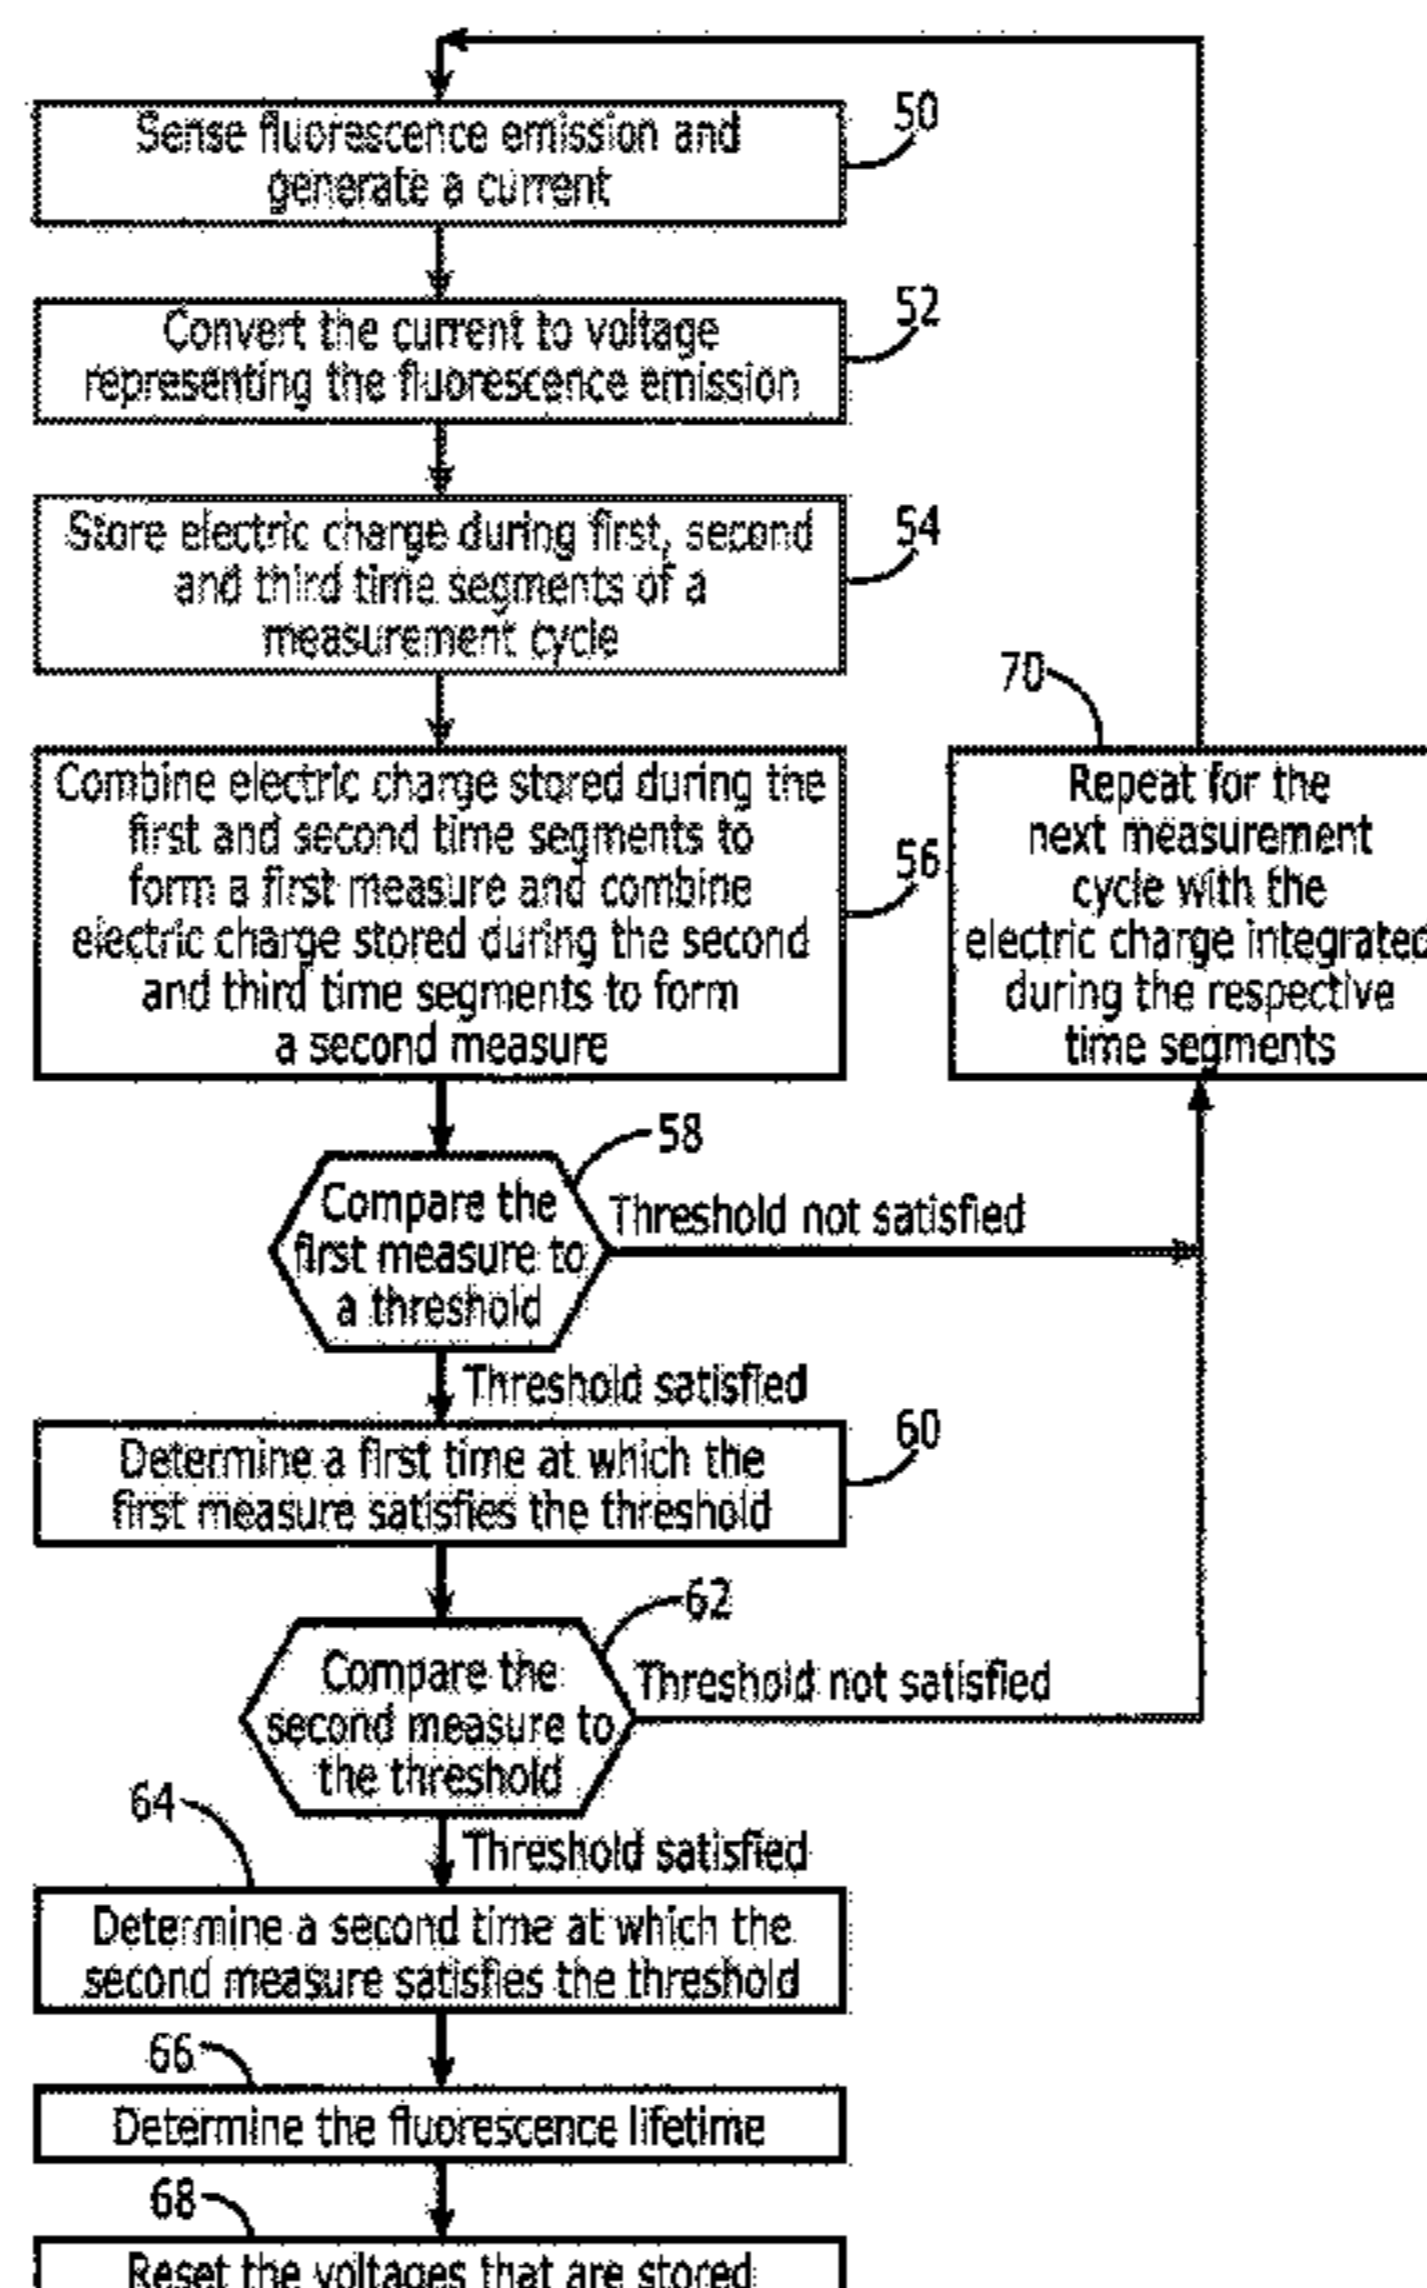 50
Sense fluorescence emission and
generate a current
52
Convert the current to voltage
representing the fluorescence emission
54
Store electric charge during first, second
and third time segments of a
measurement cycle
56
Combine electric charge stored during the
first and second time segments to
form a first measure and combine
electric charge stored during the second
and third time segments to form
a second measure
70
Repeat for the
next measurement
cycle with the
electric charge integrated
during the respective
time segments
58
Compare the
first measure to
a threshold
Threshold not satisfied
Threshold satisfied
60
Determine a first time at which the
first measure satisfies the threshold
62
Compare the
second measure to
the threshold
Threshold not satisfied
Threshold satisfied
64
Determine a second time at which the
second measure satisfies the threshold
66
Determine the fluorescence lifetime
68
Reset the voltages that are stored